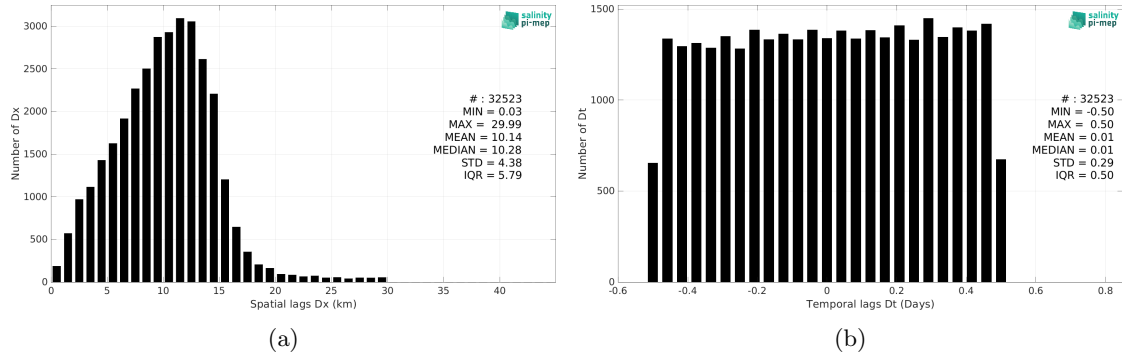 salinity
pi-mep
3000
2500
2000
1500
1000
500
0
Number of Dx
# : 32523
MIN = 0.03
MAX = 29.99
MEAN = 10.14
MEDIAN = 10.28
STD = 4.38
IQR = 5.79
0 5 10 15 20 25 30 35 40
Spatial lags Dx (km)
(a)
salinity
pi-mep
1500
1000
500
0
Number of Dt
# : 32523
MIN = -0.50
MAX = 0.50
MEAN = 0.01
MEDIAN = 0.01
STD = 0.29
IQR = 0.50
-0.6 -0.4 -0.2 0 0.2 0.4 0.6 0.8
Temporal lags Dt (Days)
(b)